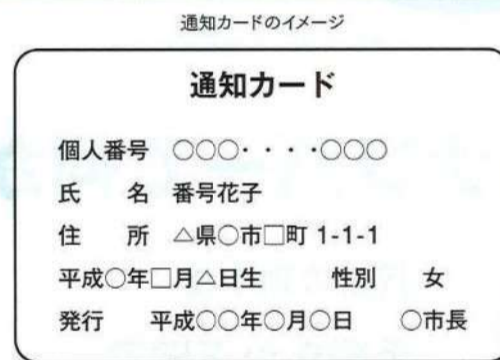 通知カードのイメージ
通知カード
個人番号 ○○○・・・・○○○
氏　　名 番号花子
住　　所 △県○市□町 1-1-1
平成○年□月△日生　　性別　　女
発行　　平成○○年○月○日　　○市長